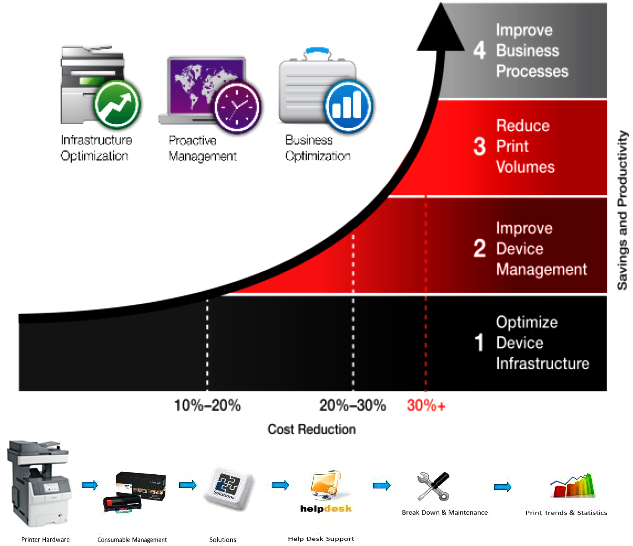 4
Improve
Business
Processes
Infrastructure
Optimization
Proactive
Management
Business
Optimization
3
Reduce
Print
Volumes
2
Improve
Device
Management
1
Optimize
Device
Infrastructure
Savings and Productivity
10%–20%
20%–30%
30%+
Cost Reduction
Solutions
helpdesk
Printer Hardware
Consumable Management
Solutions
Help Desk Support
Break Down & Maintenance
Print Trends & Statistics